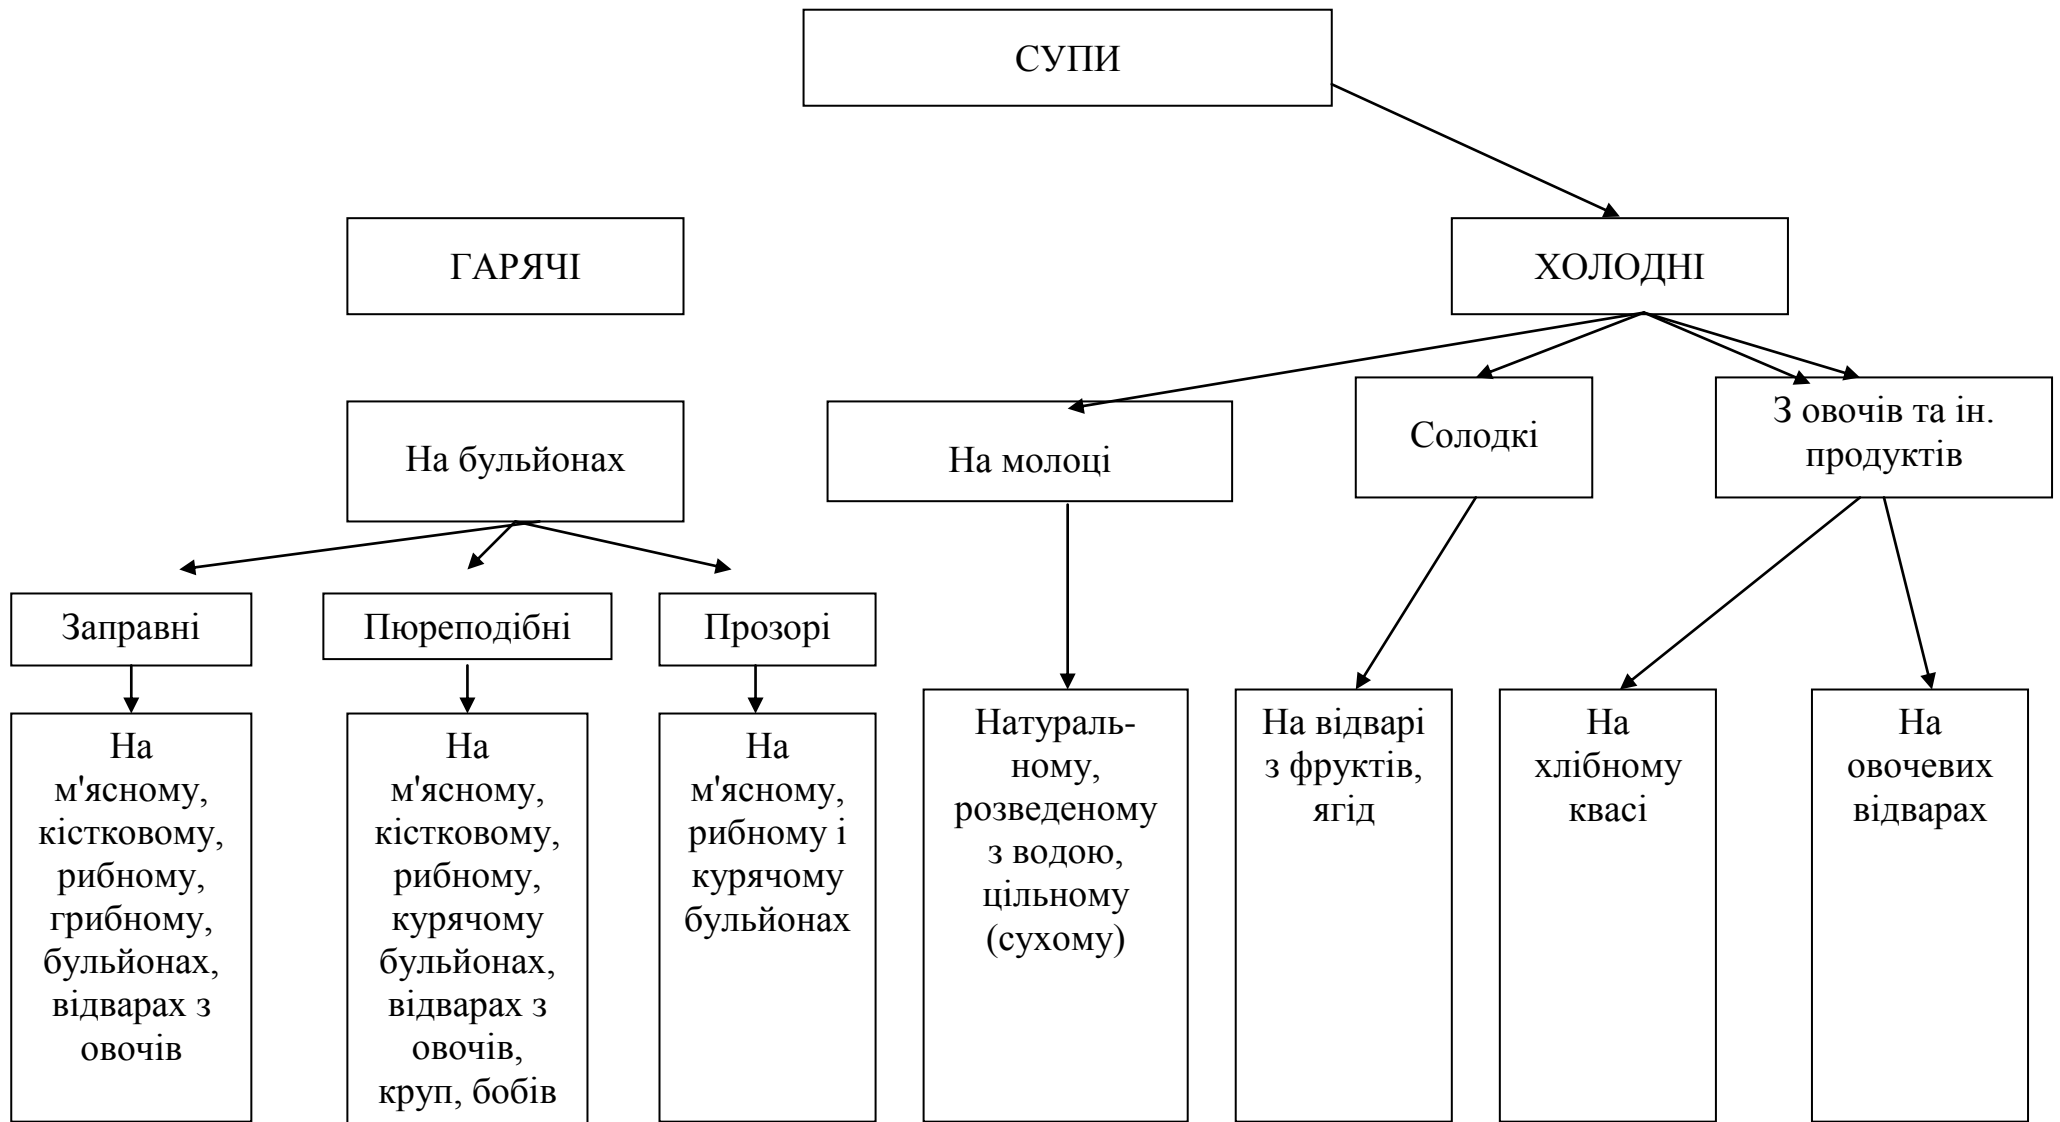 СУПИ
ГАРЯЧІ
ХОЛОДНІ
На бульйонах
На молоці
Солодкі
З овочів та ін.
продуктів
Заправні
Пюреподібні
Прозорі
На
м'ясному,
кістковому,
рибному,
грибному,
бульйонах,
відварах з
овочів
На
м'ясному,
кістковому,
рибному,
курячому
бульйонах,
відварах з
овочів,
круп, бобів
На
м'ясному,
рибному і
курячому
бульйонах
Натураль-
ному,
розведеному
з водою,
цільному
(сухому)
На відварі
з фруктів,
ягід
На
хлібному
квасі
На
овочевих
відварах